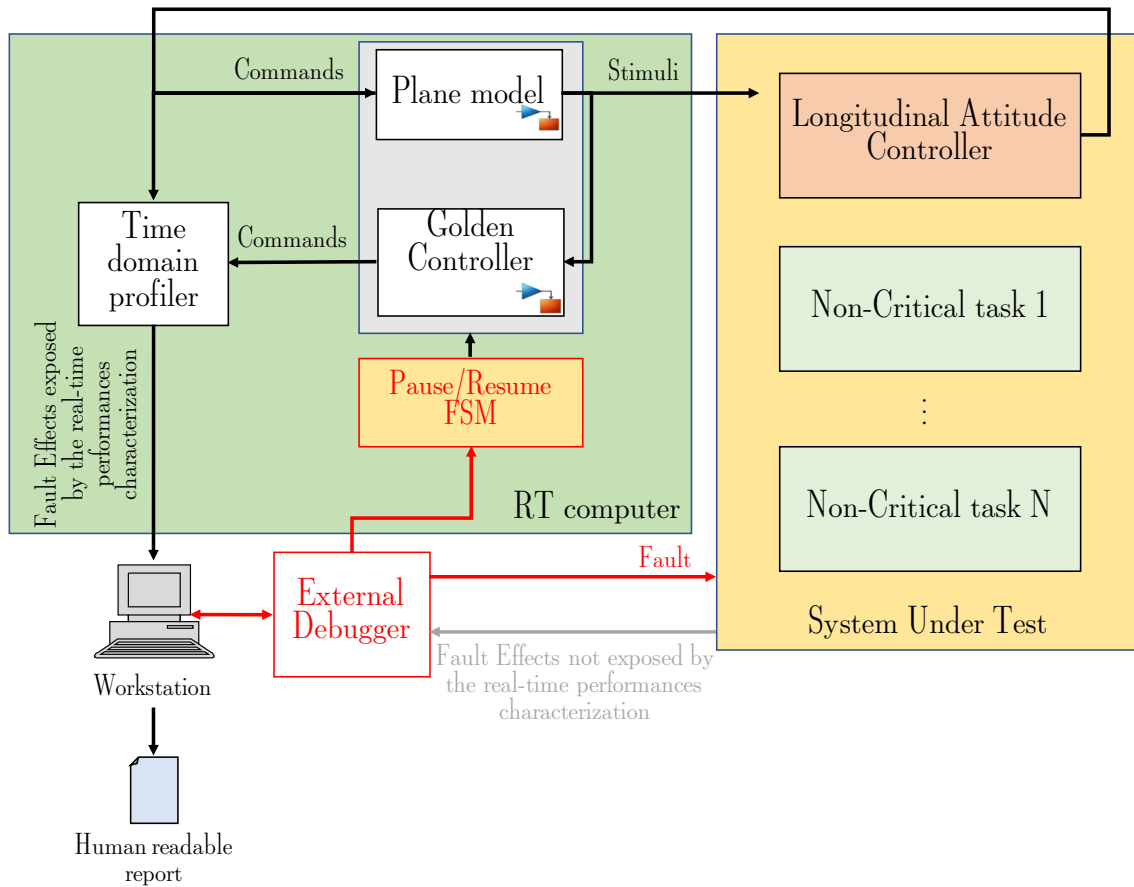 Commands
Plane model
Stimuli
Longitudinal Attitude
Controller
Time
domain
profiler
Commands
Golden
Controller
Non-Critical task 1
Pause/Resume
FSM
Fault Effects exposed
by the real-time
performances
characterization
⋮
Non-Critical task N
RT computer
External
Debugger
Fault
System Under Test
Fault Effects not exposed by
the real-time performances
characterization
Workstation
Human readable
report